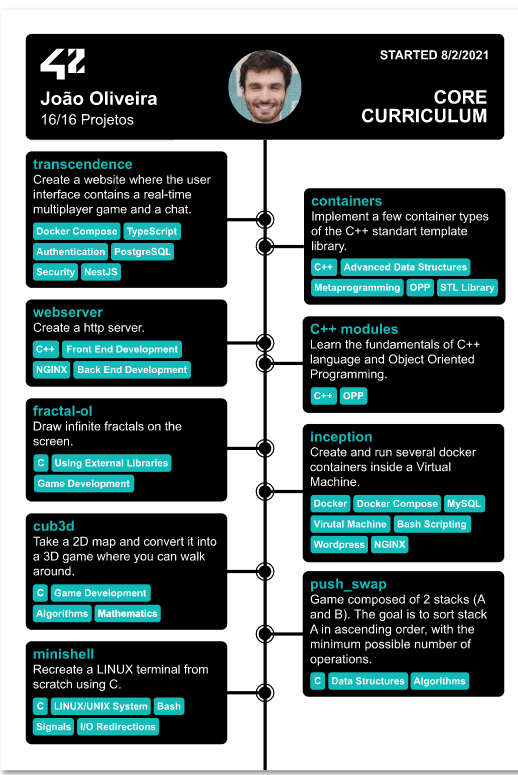 42
STARTED 8/2/2021
João Oliveira
16/16 Projetos
CORE
CURRICULUM
transcendence
Create a website where the user
interface contains a real-time
multiplayer game and a chat.
Docker Compose TypeScript
Authentication PostgreSQL
Security NestJS
containers
Implement a few container types
of the C++ standart template
library.
C++ Advanced Data Structures
Metaprogramming OPP STL Library
webserver
Create a http server.
C++ Front End Development
NGINX Back End Development
C++ modules
Learn the fundamentals of C++
language and Object Oriented
Programming.
C++ OPP
fractal-ol
Draw infinite fractals on the
screen.
C Using External Libraries
Game Development
inception
Create and run several docker
containers inside a Virtual
Machine.
Docker Docker Compose MySQL
Virutal Machine Bash Scripting
Wordpress NGINX
cub3d
Take a 2D map and convert it into
a 3D game where you can walk
around.
C Game Development
Algorithms Mathematics
push_swap
Game composed of 2 stacks (A
and B). The goal is to sort stack
A in ascending order, with the
minimum possible number of
operations.
C Data Structures Algorithms
minishell
Recreate a LINUX terminal from
scratch using C.
C LINUX/UNIX System Bash
Signals I/O Redirections